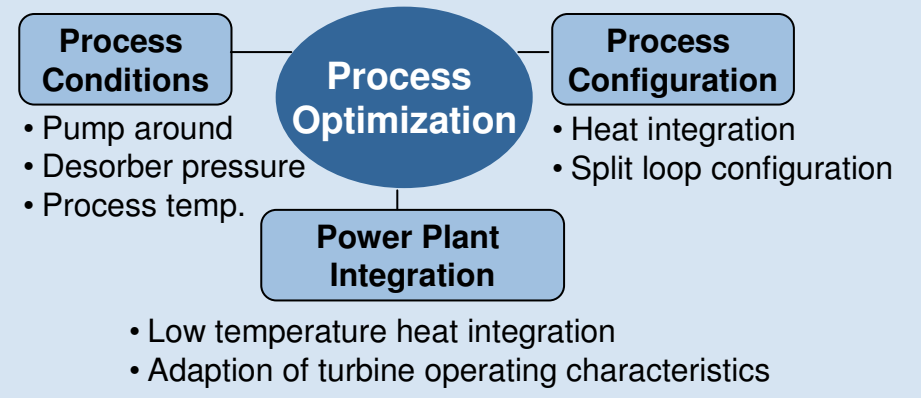 Process
Conditions
• Pump around
• Desorber pressure
• Process temp.
Process
Optimization
Process
Configuration
• Heat integration
• Split loop configuration
Power Plant
Integration
• Low temperature heat integration
• Adaption of turbine operating characteristics